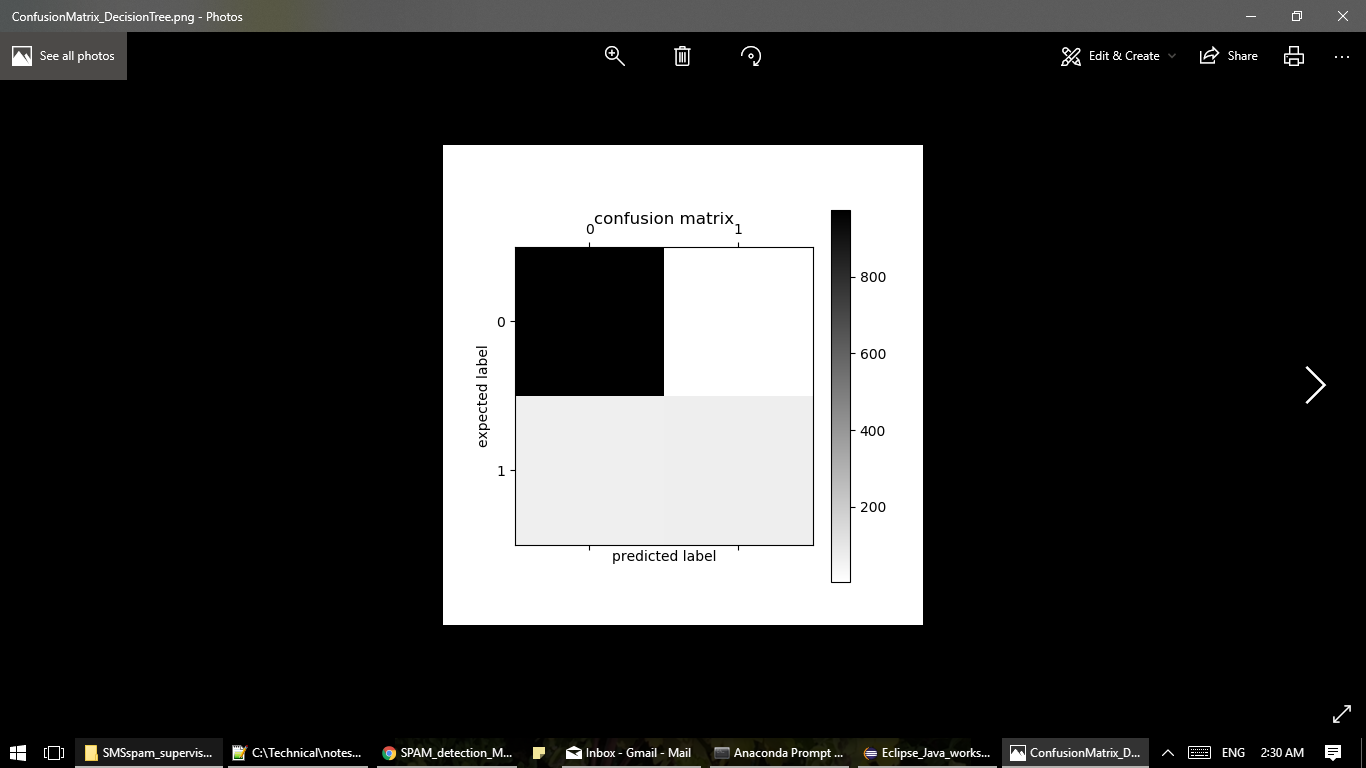 ConfusionMatrix_DecisionTree.png - Photos
See all photos
Edit & Create
Share
confusion matrix
0 1
800
0
600
expected label
400
1
200
predicted label
SMSspam_supervis...
C:\Technical\notes...
SPAM_detection_M...
Inbox - Gmail - Mail
Anaconda Prompt ...
Eclipse_Java_works...
ConfusionMatrix_D...
ENG
2:30 AM